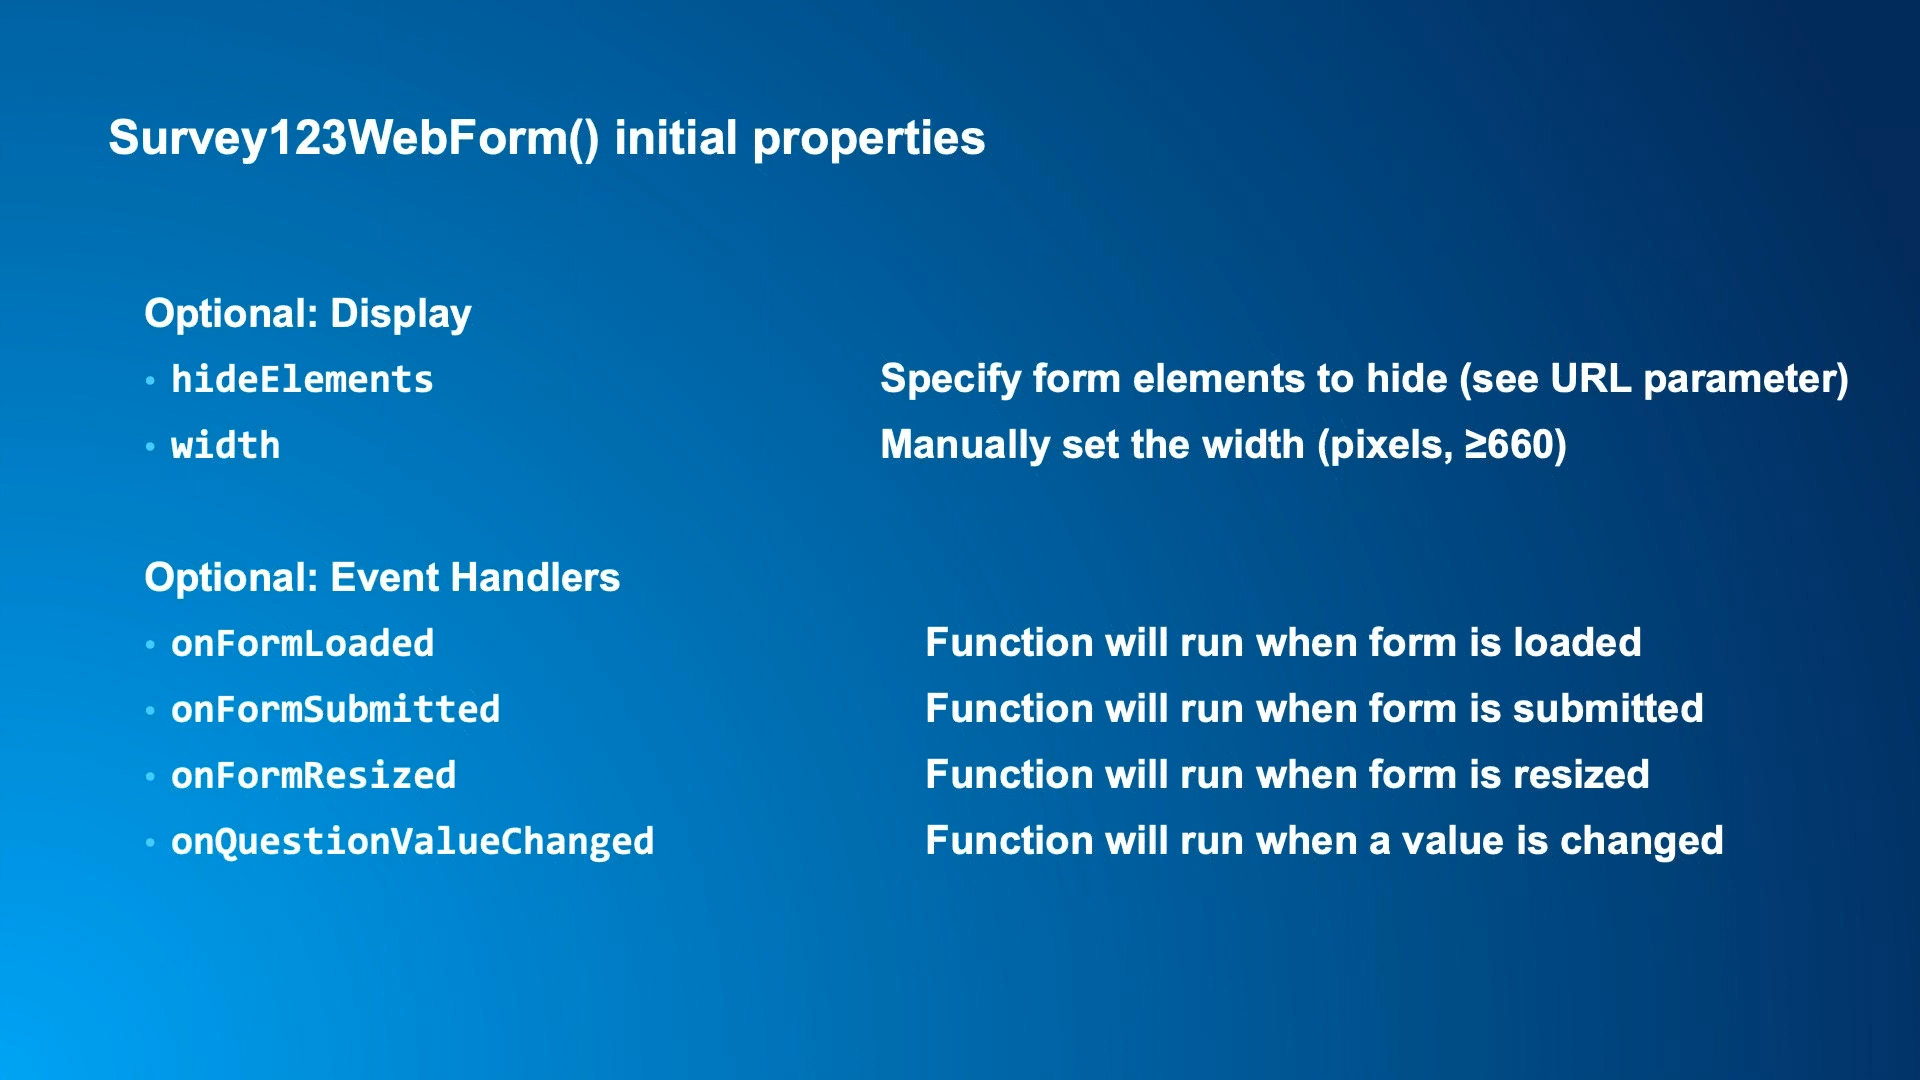 Survey123WebForm() initial properties
Optional: Display
• hideElements Specify form elements to hide (see URL parameter)
• width Manually set the width (pixels, ≥660)
Optional: Event Handlers
• onFormLoaded Function will run when form is loaded
• onFormSubmitted Function will run when form is submitted
• onFormResized Function will run when form is resized
• onQuestionValueChanged Function will run when a value is changed